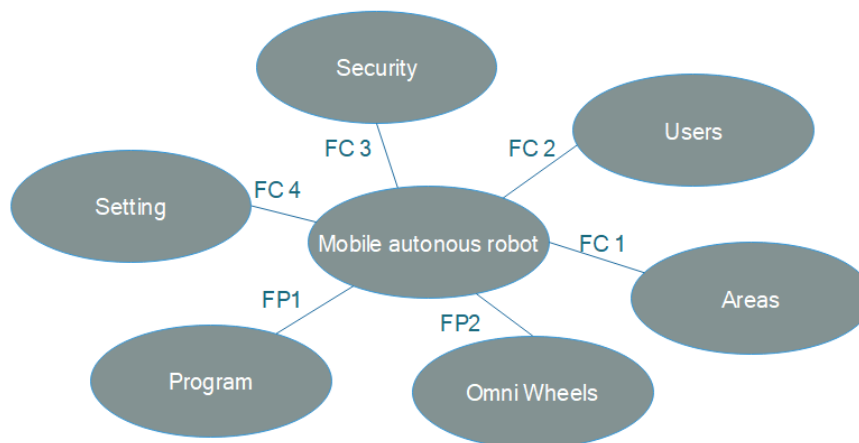 Security
Users
FC 3
FC 2
FC 4
Setting
Mobile autonous robot
FC 1
Areas
FP1
FP2
Program
Omni Wheels